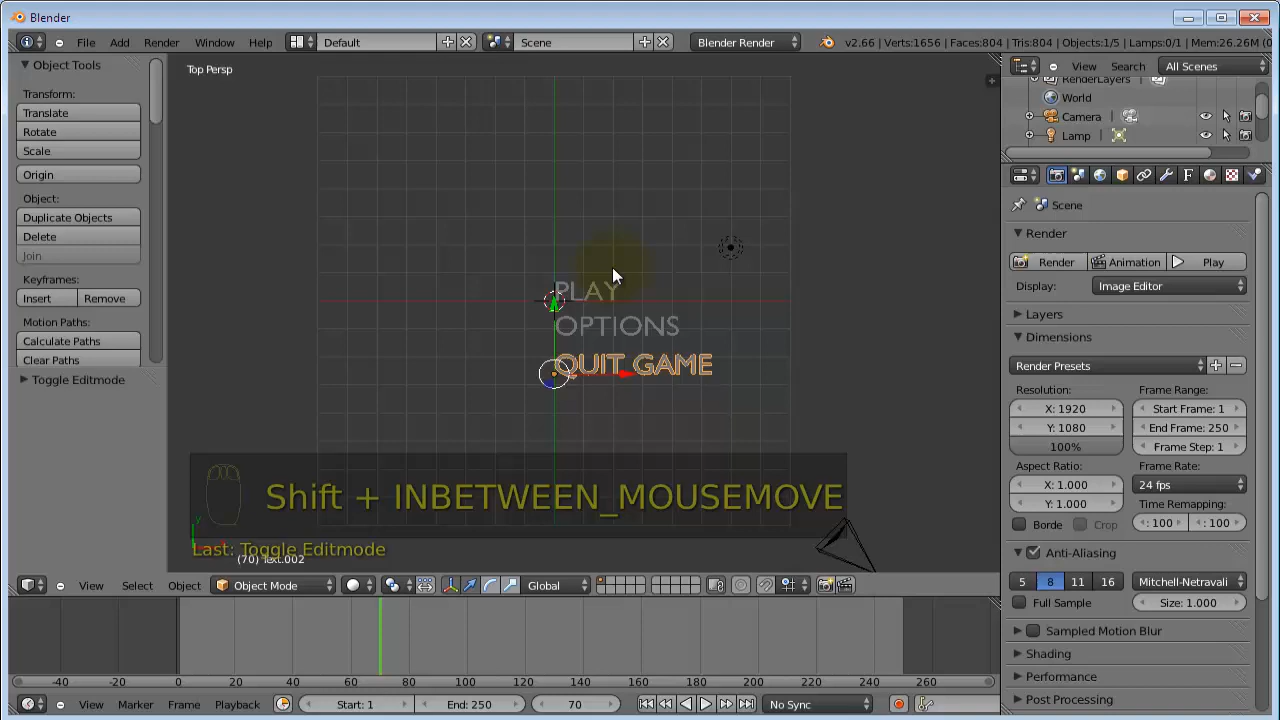 Blender
File Add Render Window Help Default Scene Blender Render v2.66 | Verts:1656 | Faces:804 | Tris:804 | Objects:1/5 | Lamps:0/1 | Mem:26.26M (0
Object Tools
Transform:
Translate
Rotate
Scale
Origin
Object:
Duplicate Objects
Delete
Join
Keyframes:
Insert Remove
Motion Paths:
Calculate Paths
Clear Paths
Toggle Editmode
Top Persp
PLAY
OPTIONS
QUIT GAME
Shift + INBETWEEN_MOUSEMOVE
Last: Toggle Editmode
(70) Text.002
y
View Select Object Object Mode Global
-40 -20 0 20 40 60 80 100 120 140 160 180 200 220 240 260 280
View Marker Frame Playback Start: 1 End: 250 70 No Sync
View Search All Scenes
RenderLayers
World
Camera
Lamp
Scene
Render
Render Animation Play
Display: Image Editor
Layers
Dimensions
Render Presets
Resolution: Frame Range:
X: 1920 Start Frame: 1
Y: 1080 End Frame: 250
100% Frame Step: 1
Aspect Ratio: Frame Rate:
X: 1.000 24 fps
Y: 1.000 Time Remapping:
Borde Crop :100 :100
Anti-Aliasing
5 8 11 16 Mitchell-Netravali
Full Sample Size: 1.000
Sampled Motion Blur
Shading
Performance
Post Processing